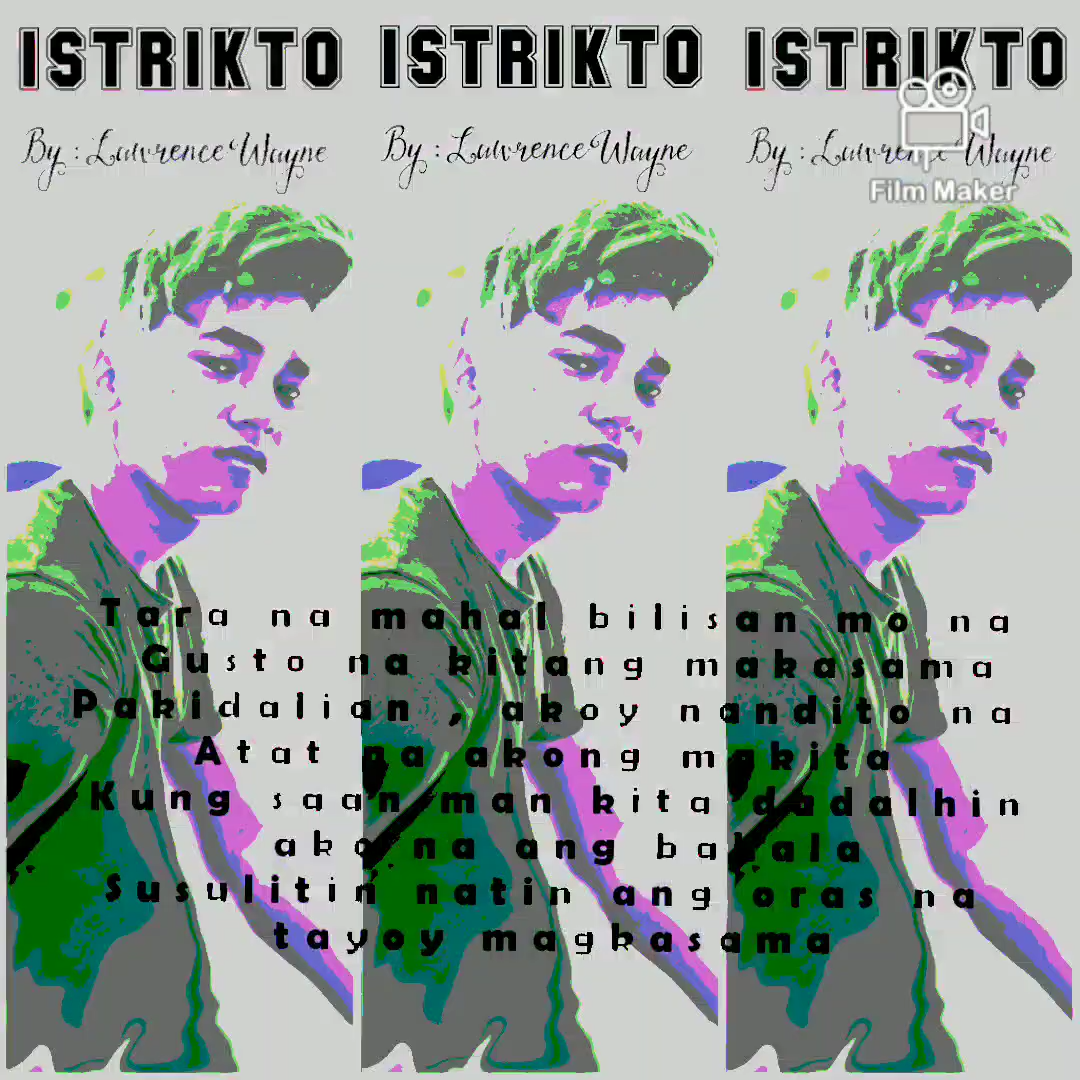 ISTRIKTO ISTRIKTO ISTRIKTO
By : Lawrence Wayne By : Lawrence Wayne By : Lawrence Wayne
Film Maker
Tara na mahal bilisan mo na
Gusto na kitang makasama
Pakidalian , akoy nandito na
Atat na akong makita
Kung saan man kita dadalhin
ako na ang bahala
Susulitin natin ang oras na
tayoy magkasama